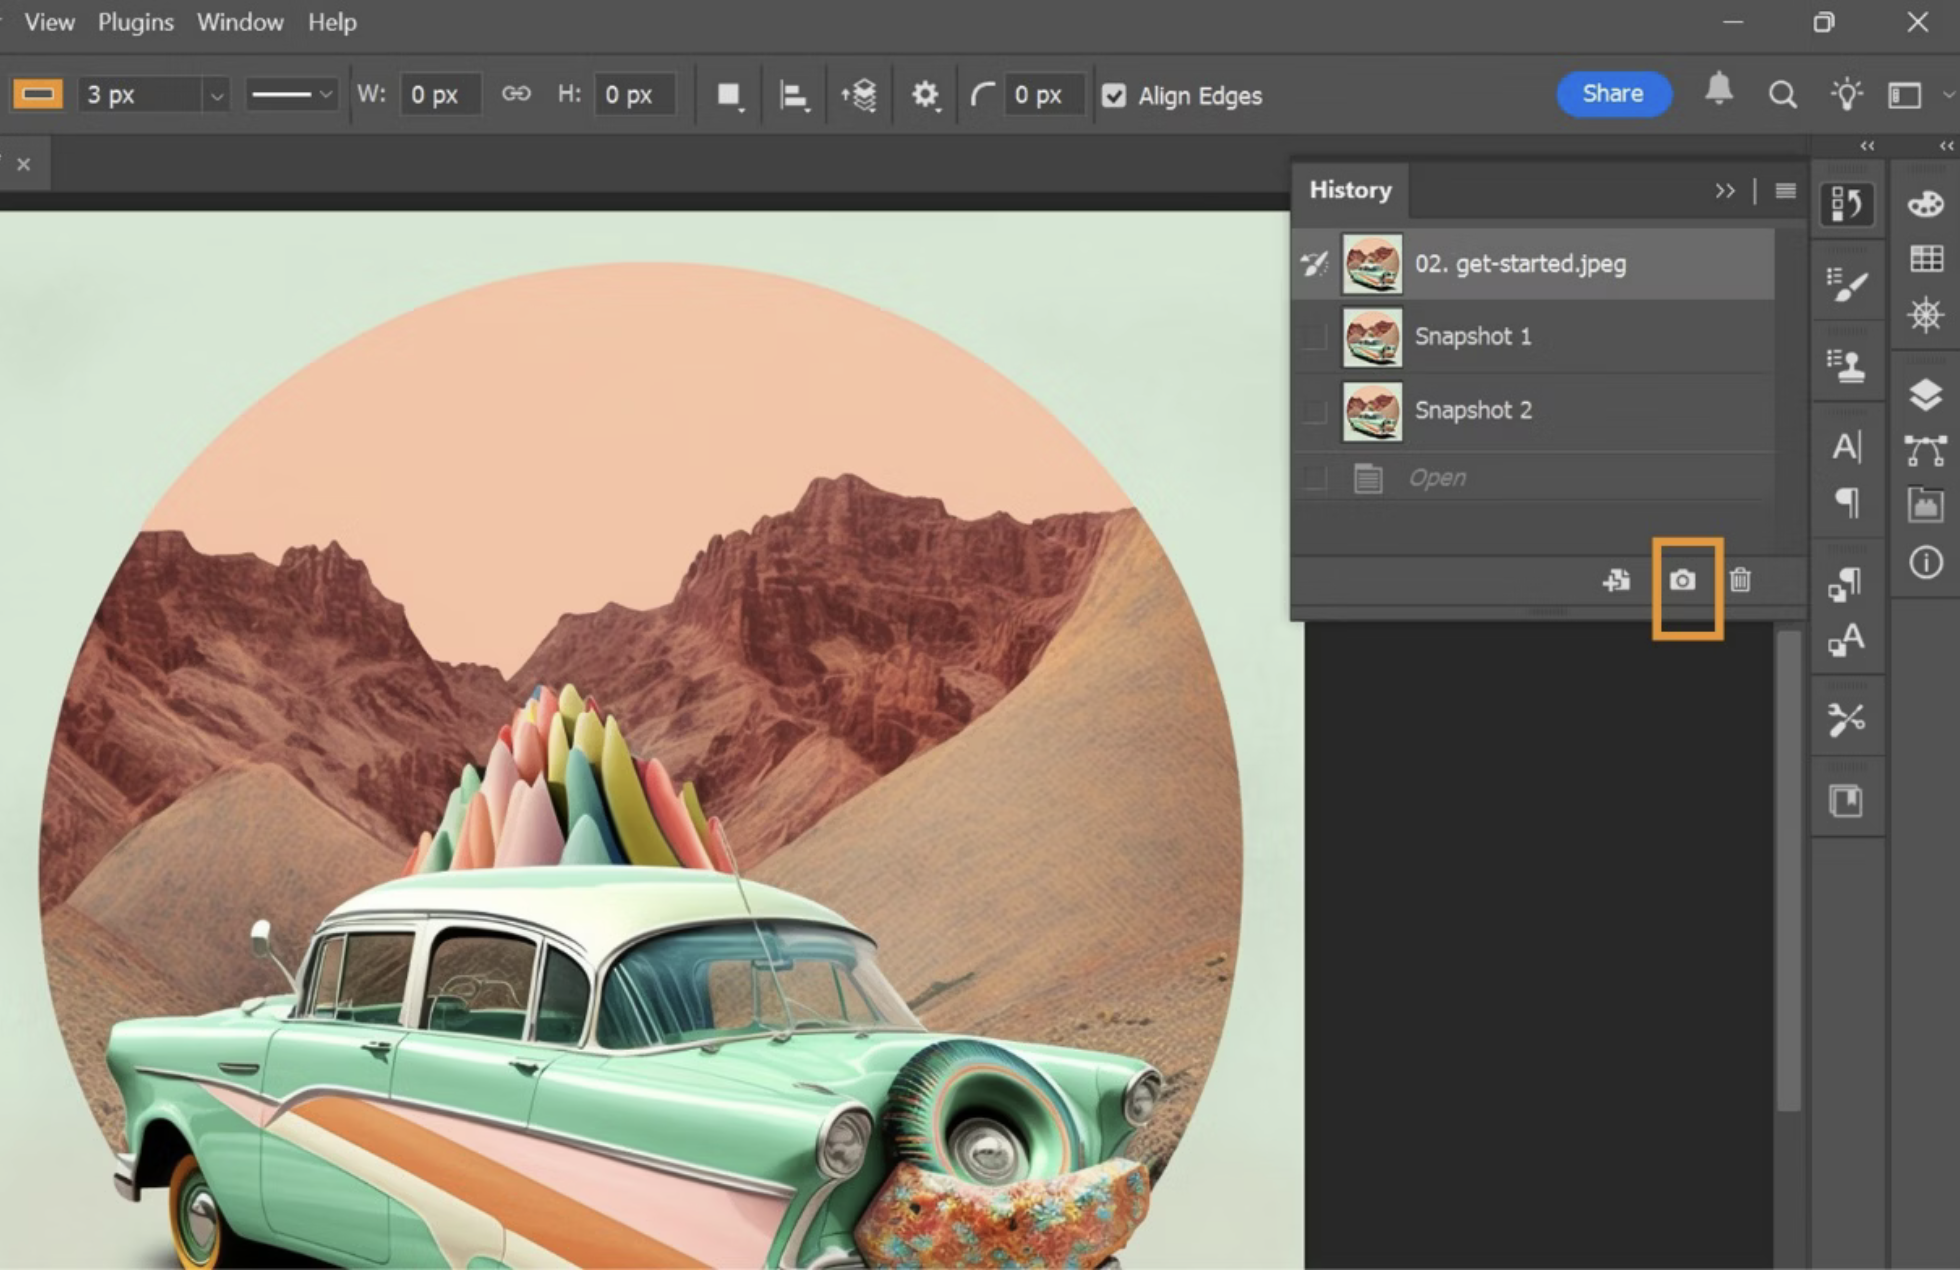 View Plugins Window Help
3 px W: 0 px H: 0 px 0 px Align Edges Share
History
02. get-started.jpeg
Snapshot 1
Snapshot 2
Open